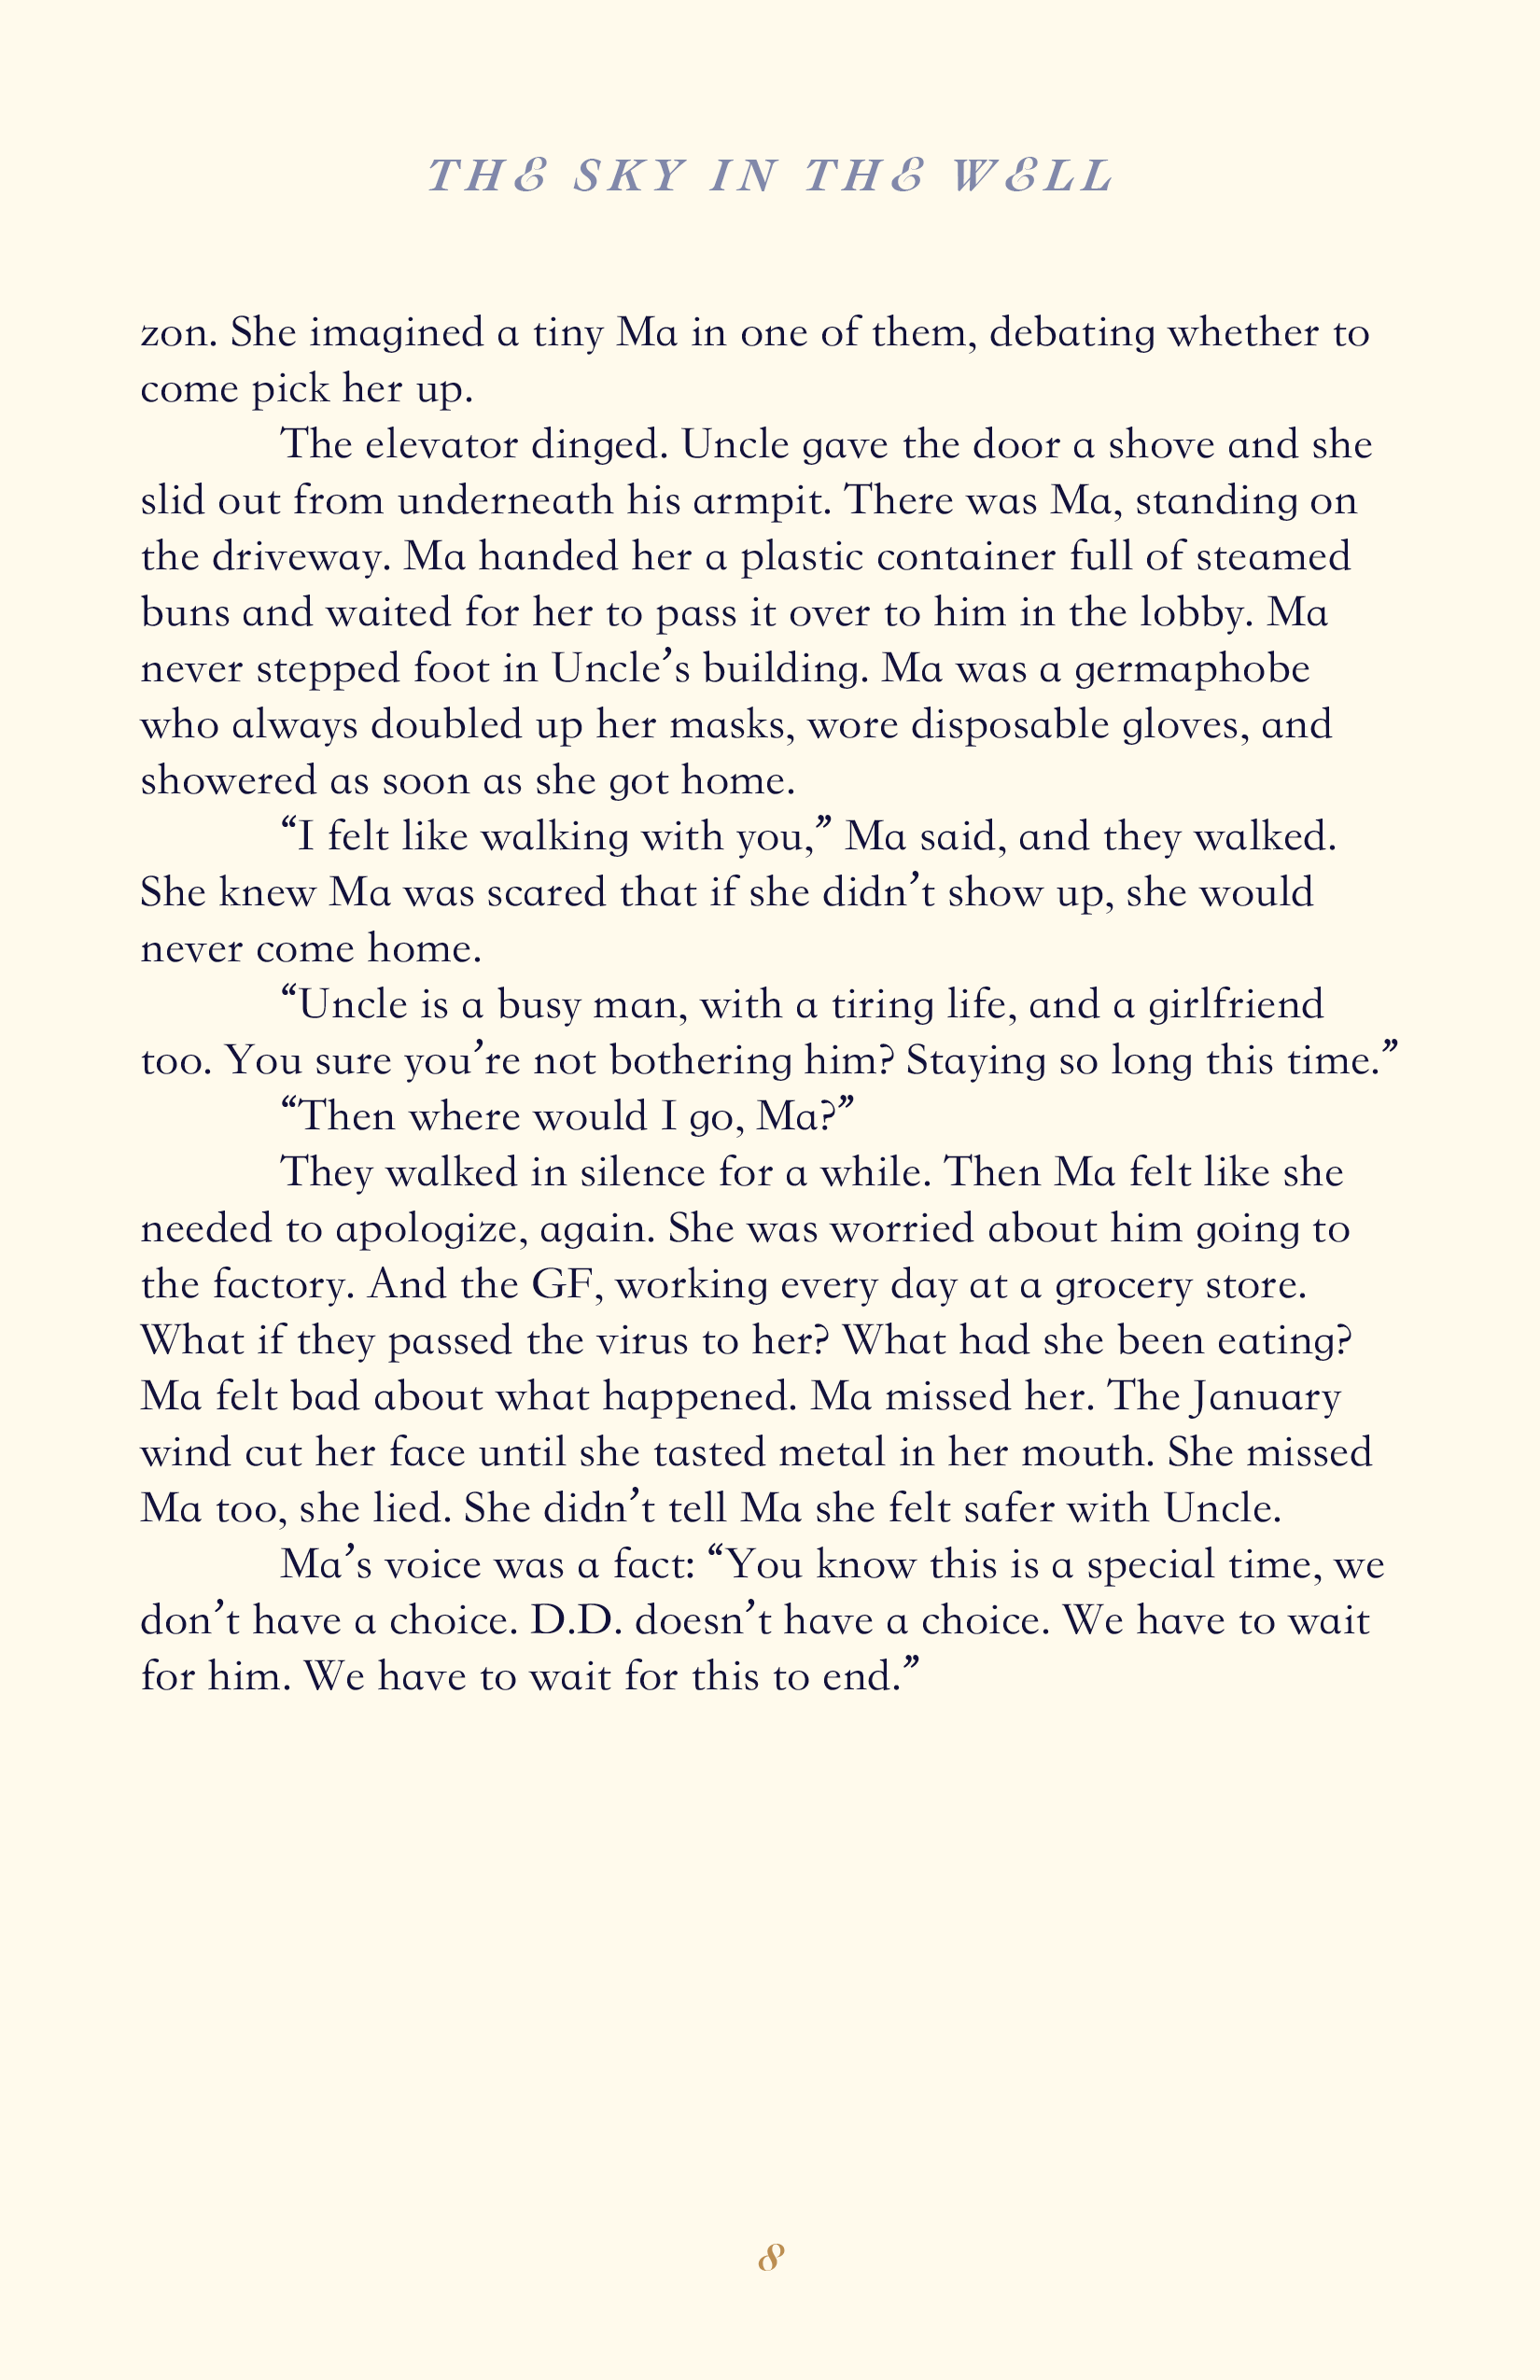 THE SKY IN THE WELL
zon. She imagined a tiny Ma in one of them, debating whether to
come pick her up.
The elevator dinged. Uncle gave the door a shove and she
slid out from underneath his armpit. There was Ma, standing on
the driveway. Ma handed her a plastic container full of steamed
buns and waited for her to pass it over to him in the lobby. Ma
never stepped foot in Uncle’s building. Ma was a germaphobe
who always doubled up her masks, wore disposable gloves, and
showered as soon as she got home.
“I felt like walking with you,” Ma said, and they walked.
She knew Ma was scared that if she didn’t show up, she would
never come home.
“Uncle is a busy man, with a tiring life, and a girlfriend
too. You sure you’re not bothering him? Staying so long this time.”
“Then where would I go, Ma?”
They walked in silence for a while. Then Ma felt like she
needed to apologize, again. She was worried about him going to
the factory. And the GF, working every day at a grocery store.
What if they passed the virus to her? What had she been eating?
Ma felt bad about what happened. Ma missed her. The January
wind cut her face until she tasted metal in her mouth. She missed
Ma too, she lied. She didn’t tell Ma she felt safer with Uncle.
Ma’s voice was a fact: “You know this is a special time, we
don’t have a choice. D.D. doesn’t have a choice. We have to wait
for him. We have to wait for this to end.”
8